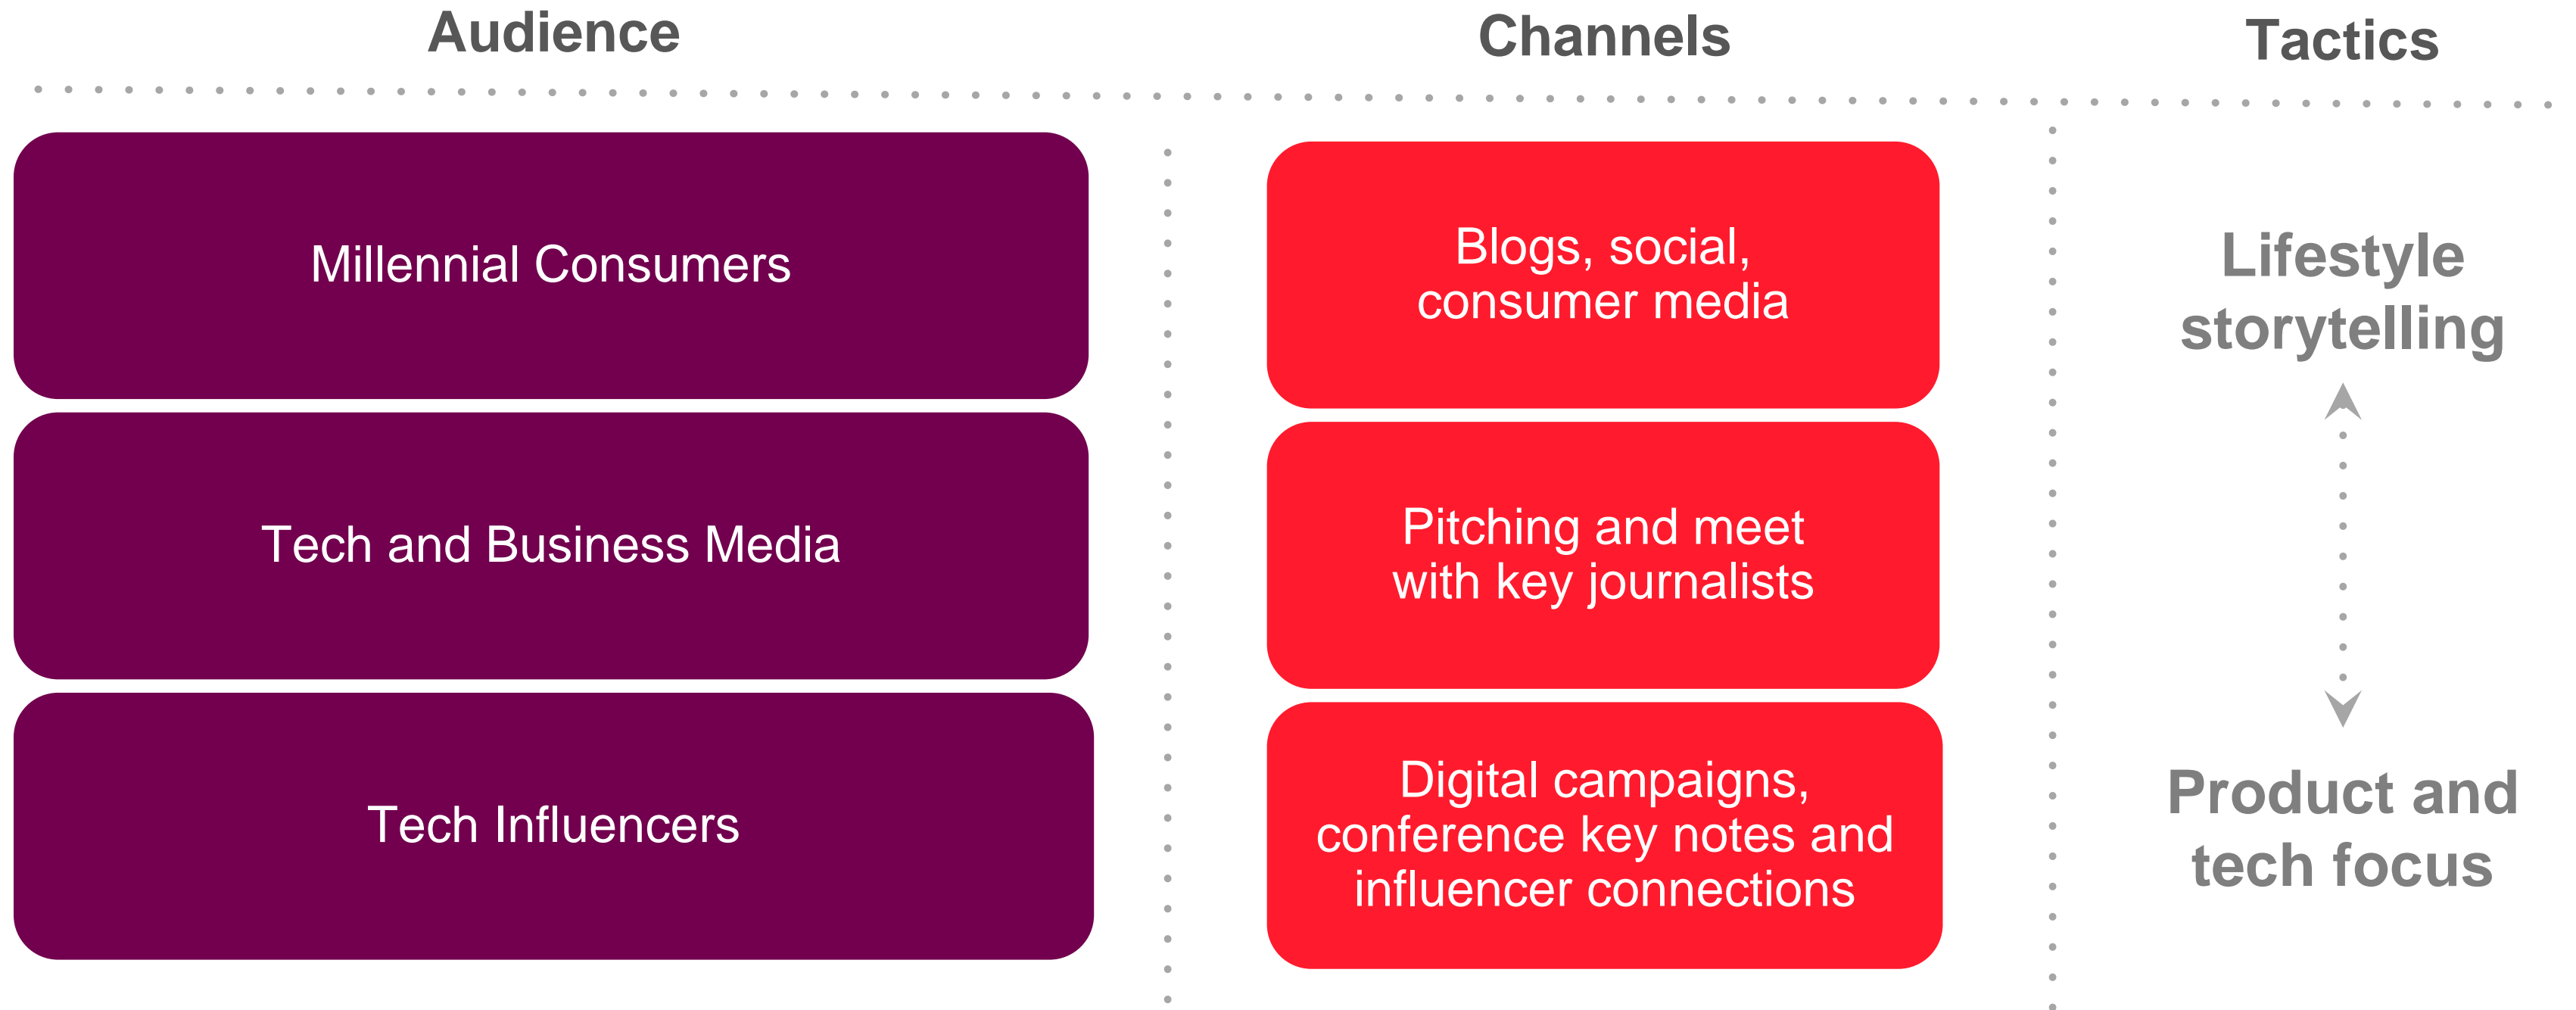 Audience
Channels
Tactics
Millennial Consumers
Blogs, social,
consumer media
Lifestyle
storytelling
Tech and Business Media
Pitching and meet
with key journalists
Tech Influencers
Digital campaigns,
conference key notes and
influencer connections
Product and
tech focus